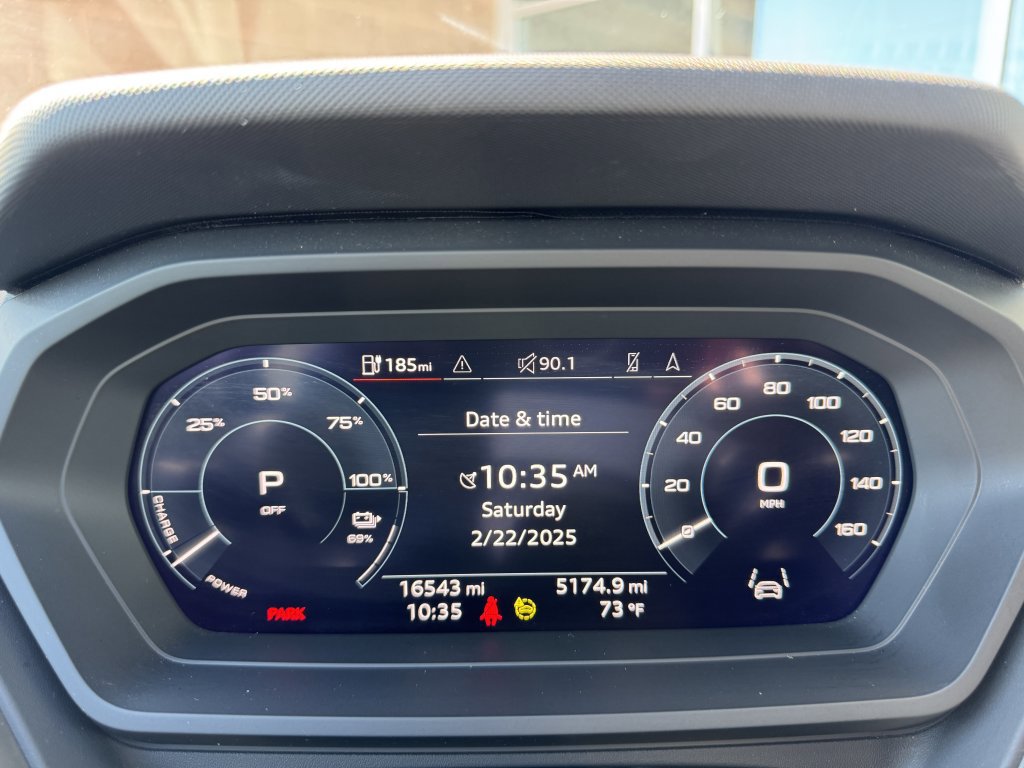 185mi 90.1
50%
25%
75%
100%
P
OFF
69%
CHARGE
POWER
PARK
Date & time
10:35 AM
Saturday
2/22/2025
16543 mi 5174.9 mi
10:35 73 °F
80
60
100
40
120
20
140
0
160
0
MPH